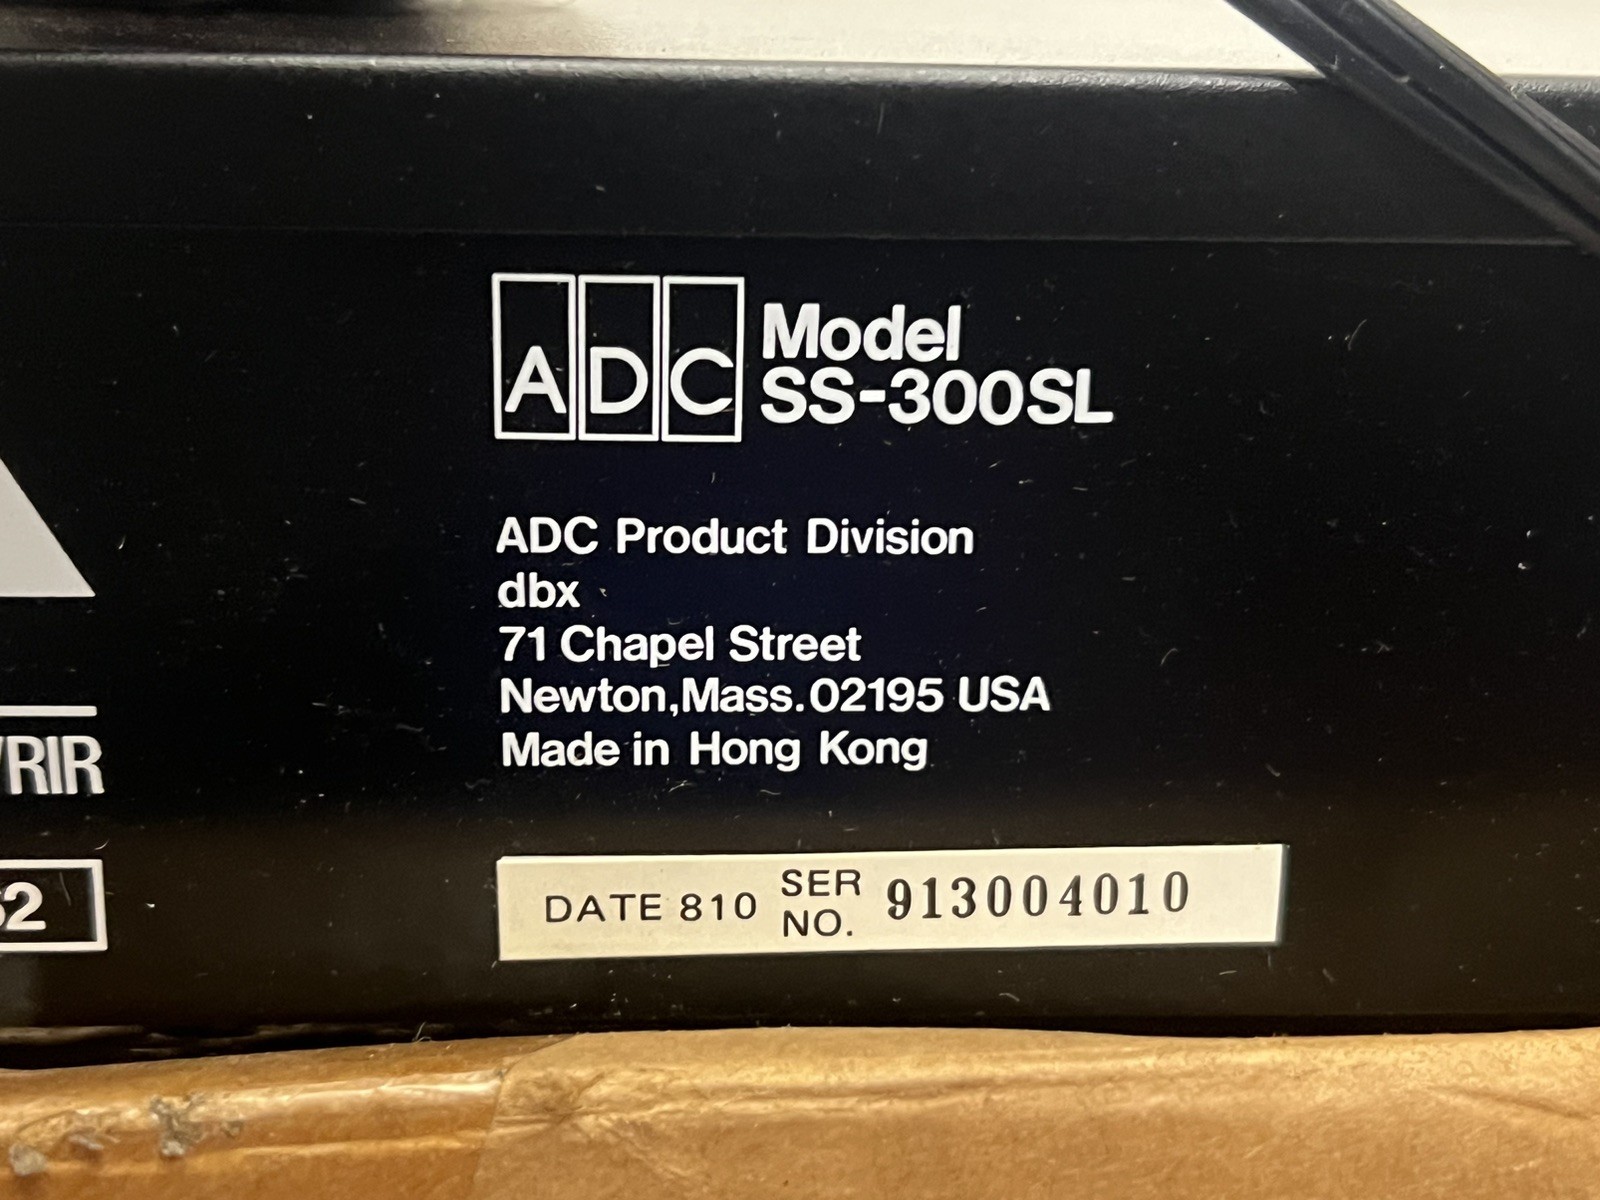 ADC Model
SS-300SL
ADC Product Division
dbx
71 Chapel Street
Newton,Mass.02195 USA
Made in Hong Kong
DATE 810 SER NO. 913004010